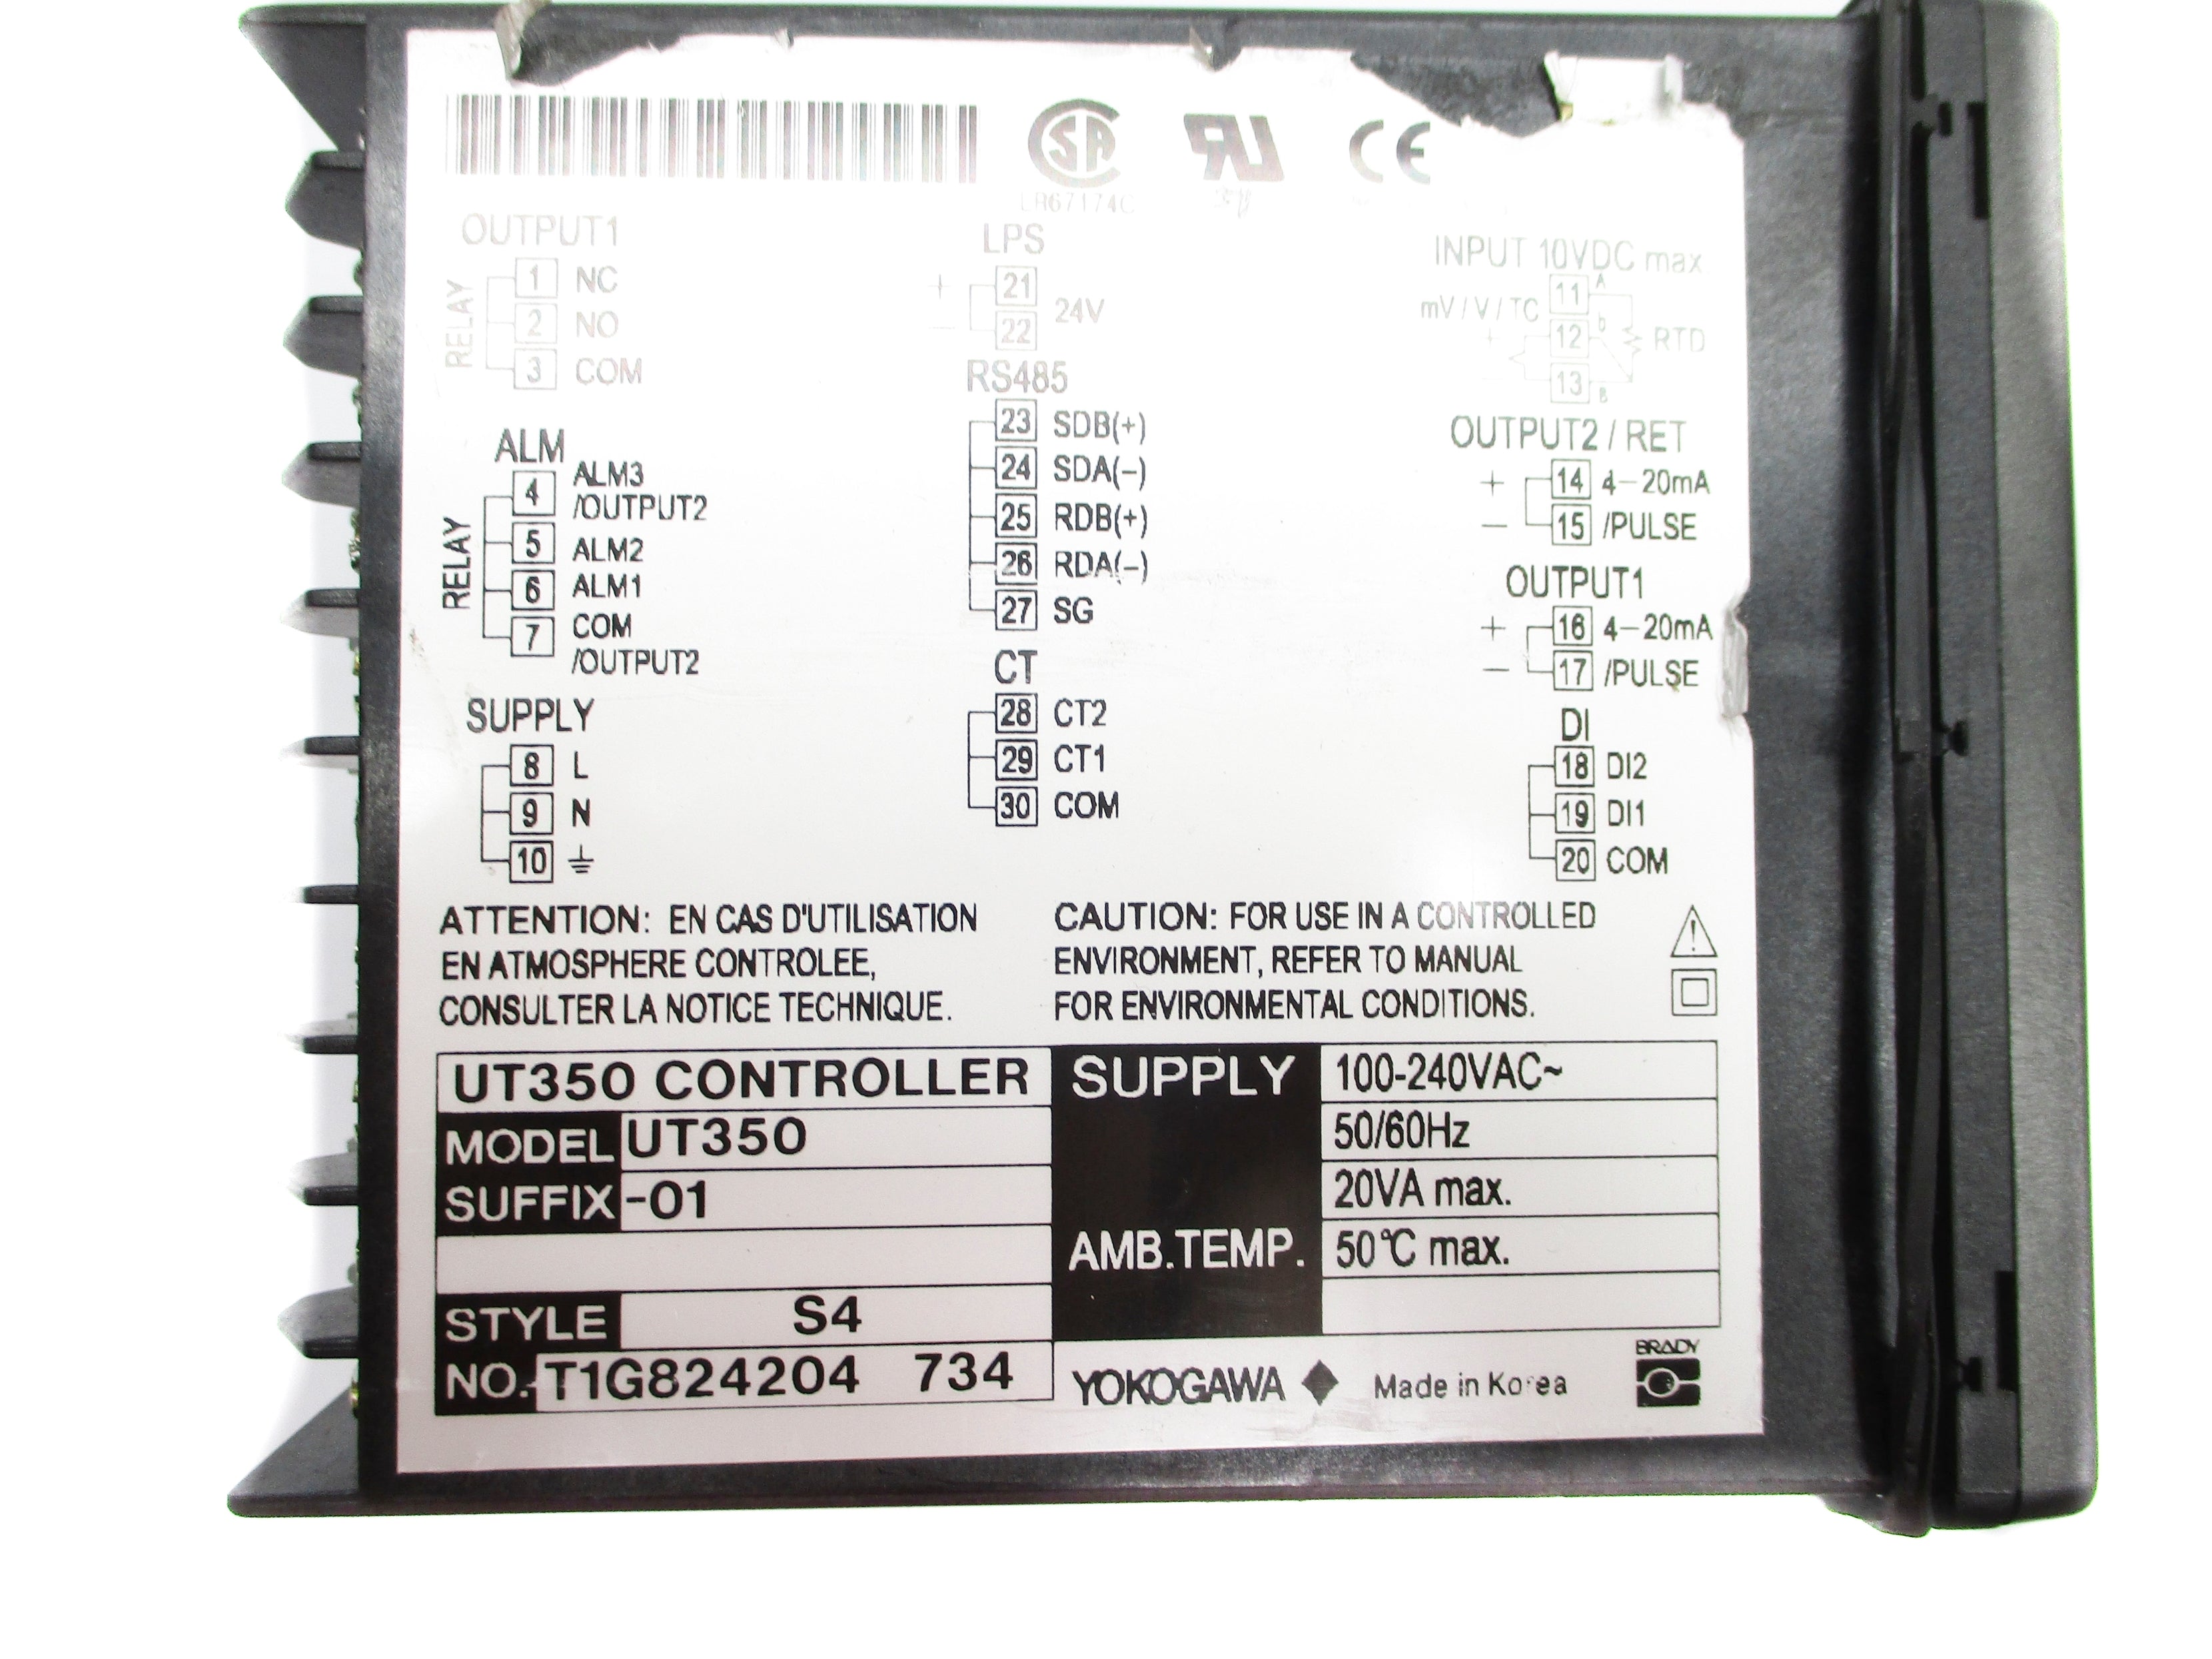 LR67174C
OUTPUT1
RELAY
1 NC
2 NO
3 COM
ALM
RELAY
4 ALM3
/OUTPUT2
5 ALM2
6 ALM1
7 COM
/OUTPUT2
SUPPLY
8 L
9 N
10
LPS
+ 21
24V
− 22
RS485
23 SDB(+)
24 SDA(−)
25 RDB(+)
26 RDA(−)
27 SG
CT
28 CT2
29 CT1
30 COM
INPUT 10VDC max
mV / V / TC 11 A
+ 12 b RTD
13 B
OUTPUT2 / RET
+ 14 4−20mA
− 15 /PULSE
OUTPUT1
+ 16 4−20mA
− 17 /PULSE
DI
18 DI2
19 DI1
20 COM
ATTENTION: EN CAS D'UTILISATION
EN ATMOSPHERE CONTROLEE,
CONSULTER LA NOTICE TECHNIQUE.
CAUTION: FOR USE IN A CONTROLLED
ENVIRONMENT, REFER TO MANUAL
FOR ENVIRONMENTAL CONDITIONS.
UT350 CONTROLLER
MODEL UT350
SUFFIX -01
STYLE S4
NO. T1G824204 734
SUPPLY 100-240VAC~
50/60Hz
20VA max.
AMB.TEMP. 50℃ max.
YOKOGAWA ◆ Made in Korea
BRADY